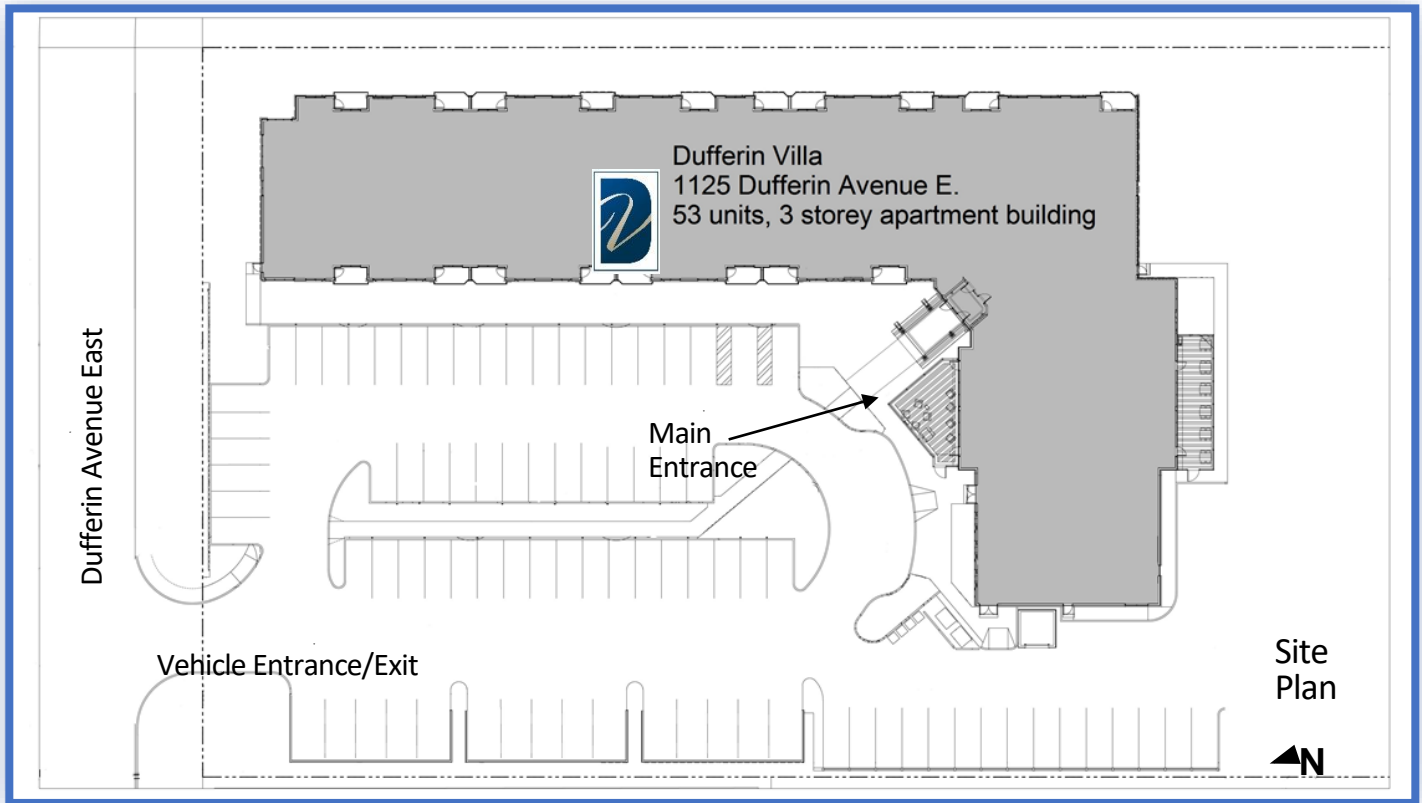 Dufferin Villa
1125 Dufferin Avenue E.
53 units, 3 storey apartment building
DV
Dufferin Avenue East
Main
Entrance
Vehicle Entrance/Exit
Site
Plan
N